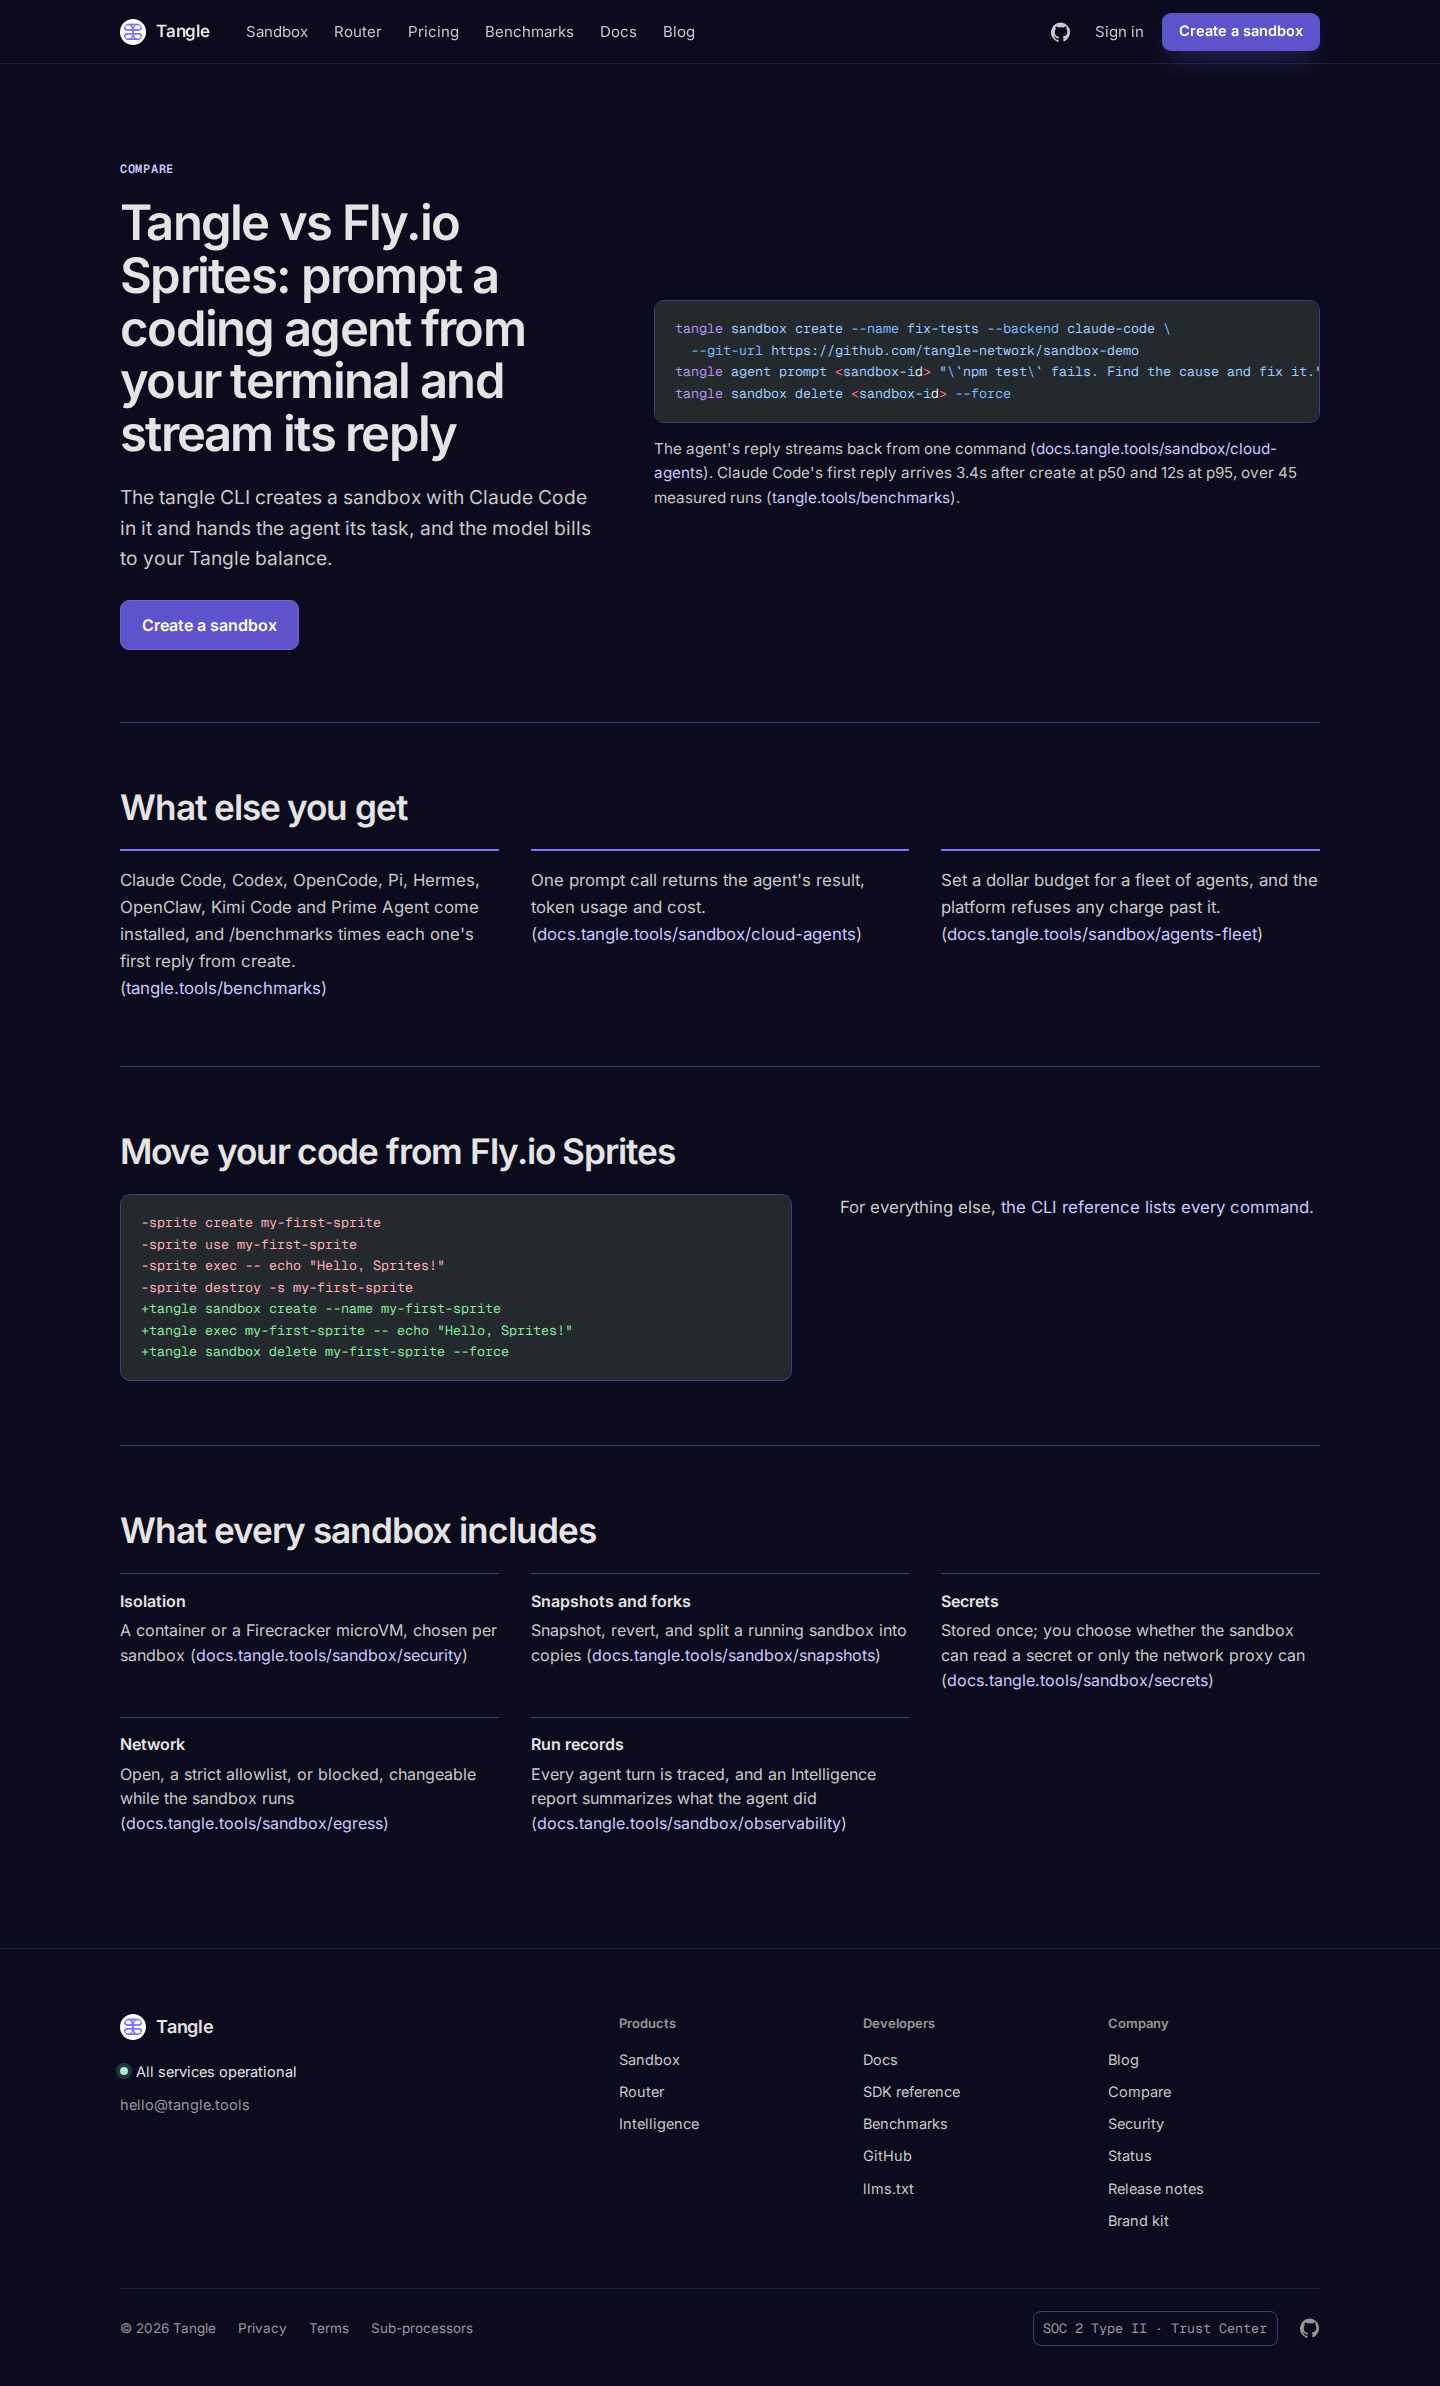 Tangle
Sandbox
Router
Pricing
Benchmarks
Docs
Blog
Sign in
Create a sandbox
COMPARE
Tangle vs Fly.io
Sprites: prompt a
coding agent from
your terminal and
stream its reply
The tangle CLI creates a sandbox with Claude Code
in it and hands the agent its task, and the model bills
to your Tangle balance.
Create a sandbox
tangle sandbox create --name fix-tests --backend claude-code \
--git-url https://github.com/tangle-network/sandbox-demo
tangle agent prompt <sandbox-id> "\`npm test\` fails. Find the cause and fix it."
tangle sandbox delete <sandbox-id> --force
The agent's reply streams back from one command (docs.tangle.tools/sandbox/cloud-
agents). Claude Code's first reply arrives 3.4s after create at p50 and 12s at p95, over 45
measured runs (tangle.tools/benchmarks).
What else you get
Claude Code, Codex, OpenCode, Pi, Hermes,
OpenClaw, Kimi Code and Prime Agent come
installed, and /benchmarks times each one's
first reply from create.
(tangle.tools/benchmarks)
One prompt call returns the agent's result,
token usage and cost.
(docs.tangle.tools/sandbox/cloud-agents)
Set a dollar budget for a fleet of agents, and the
platform refuses any charge past it.
(docs.tangle.tools/sandbox/agents-fleet)
Move your code from Fly.io Sprites
-sprite create my-first-sprite
-sprite use my-first-sprite
-sprite exec -- echo "Hello, Sprites!"
-sprite destroy -s my-first-sprite
+tangle sandbox create --name my-first-sprite
+tangle exec my-first-sprite -- echo "Hello, Sprites!"
+tangle sandbox delete my-first-sprite --force
For everything else, the CLI reference lists every command.
What every sandbox includes
Isolation
A container or a Firecracker microVM, chosen per
sandbox (docs.tangle.tools/sandbox/security)
Snapshots and forks
Snapshot, revert, and split a running sandbox into
copies (docs.tangle.tools/sandbox/snapshots)
Secrets
Stored once; you choose whether the sandbox
can read a secret or only the network proxy can
(docs.tangle.tools/sandbox/secrets)
Network
Open, a strict allowlist, or blocked, changeable
while the sandbox runs
(docs.tangle.tools/sandbox/egress)
Run records
Every agent turn is traced, and an Intelligence
report summarizes what the agent did
(docs.tangle.tools/sandbox/observability)
Tangle
All services operational
hello@tangle.tools
Products
Sandbox
Router
Intelligence
Developers
Docs
SDK reference
Benchmarks
GitHub
llms.txt
Company
Blog
Compare
Security
Status
Release notes
Brand kit
© 2026 Tangle
Privacy
Terms
Sub-processors
SOC 2 Type II · Trust Center